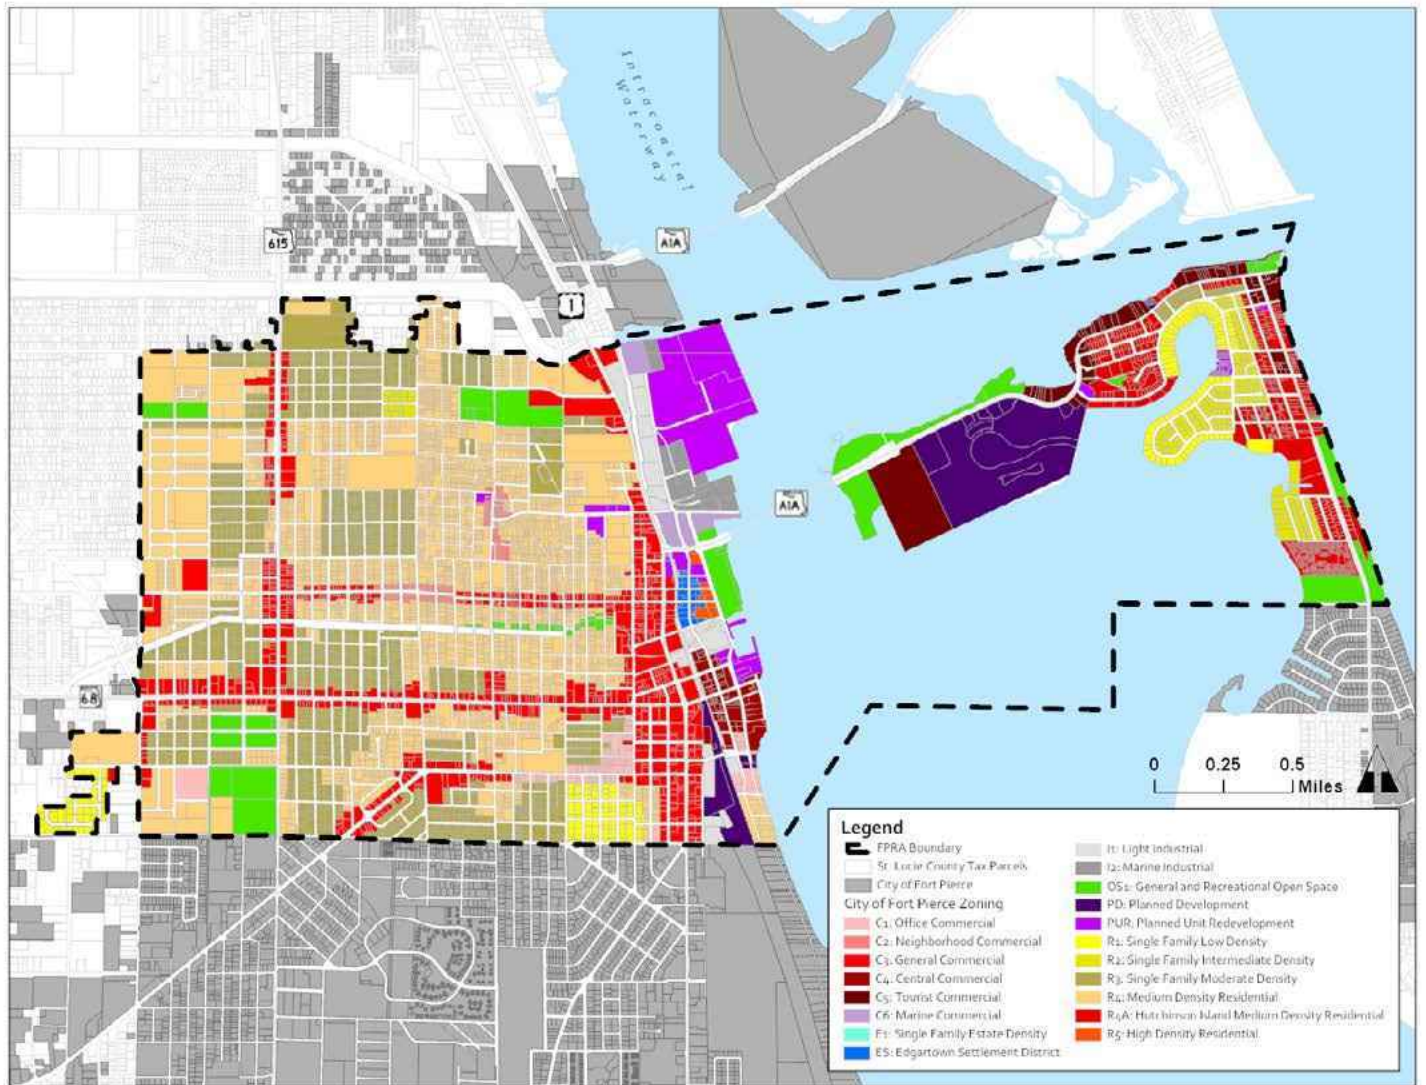 Intracoastal
Waterway
615
A1A
1
A1A
68
0 0.25 0.5
Miles
Legend
FPRA Boundary
St. Lucie County Tax Parcels
City of Fort Pierce
City of Fort Pierce Zoning
C1: Office Commercial
C2: Neighborhood Commercial
C3: General Commercial
C4: Central Commercial
C5: Tourist Commercial
C6: Marine Commercial
E1: Single Family Estate Density
ES: Edgartown Settlement District
I1: Light Industrial
I2: Marine Industrial
OS1: General and Recreational Open Space
PD: Planned Development
PUR: Planned Unit Redevelopment
R1: Single Family Low Density
R2: Single Family Intermediate Density
R3: Single Family Moderate Density
R4: Medium Density Residential
R4A: Hutchinson Island Medium Density Residential
R5: High Density Residential